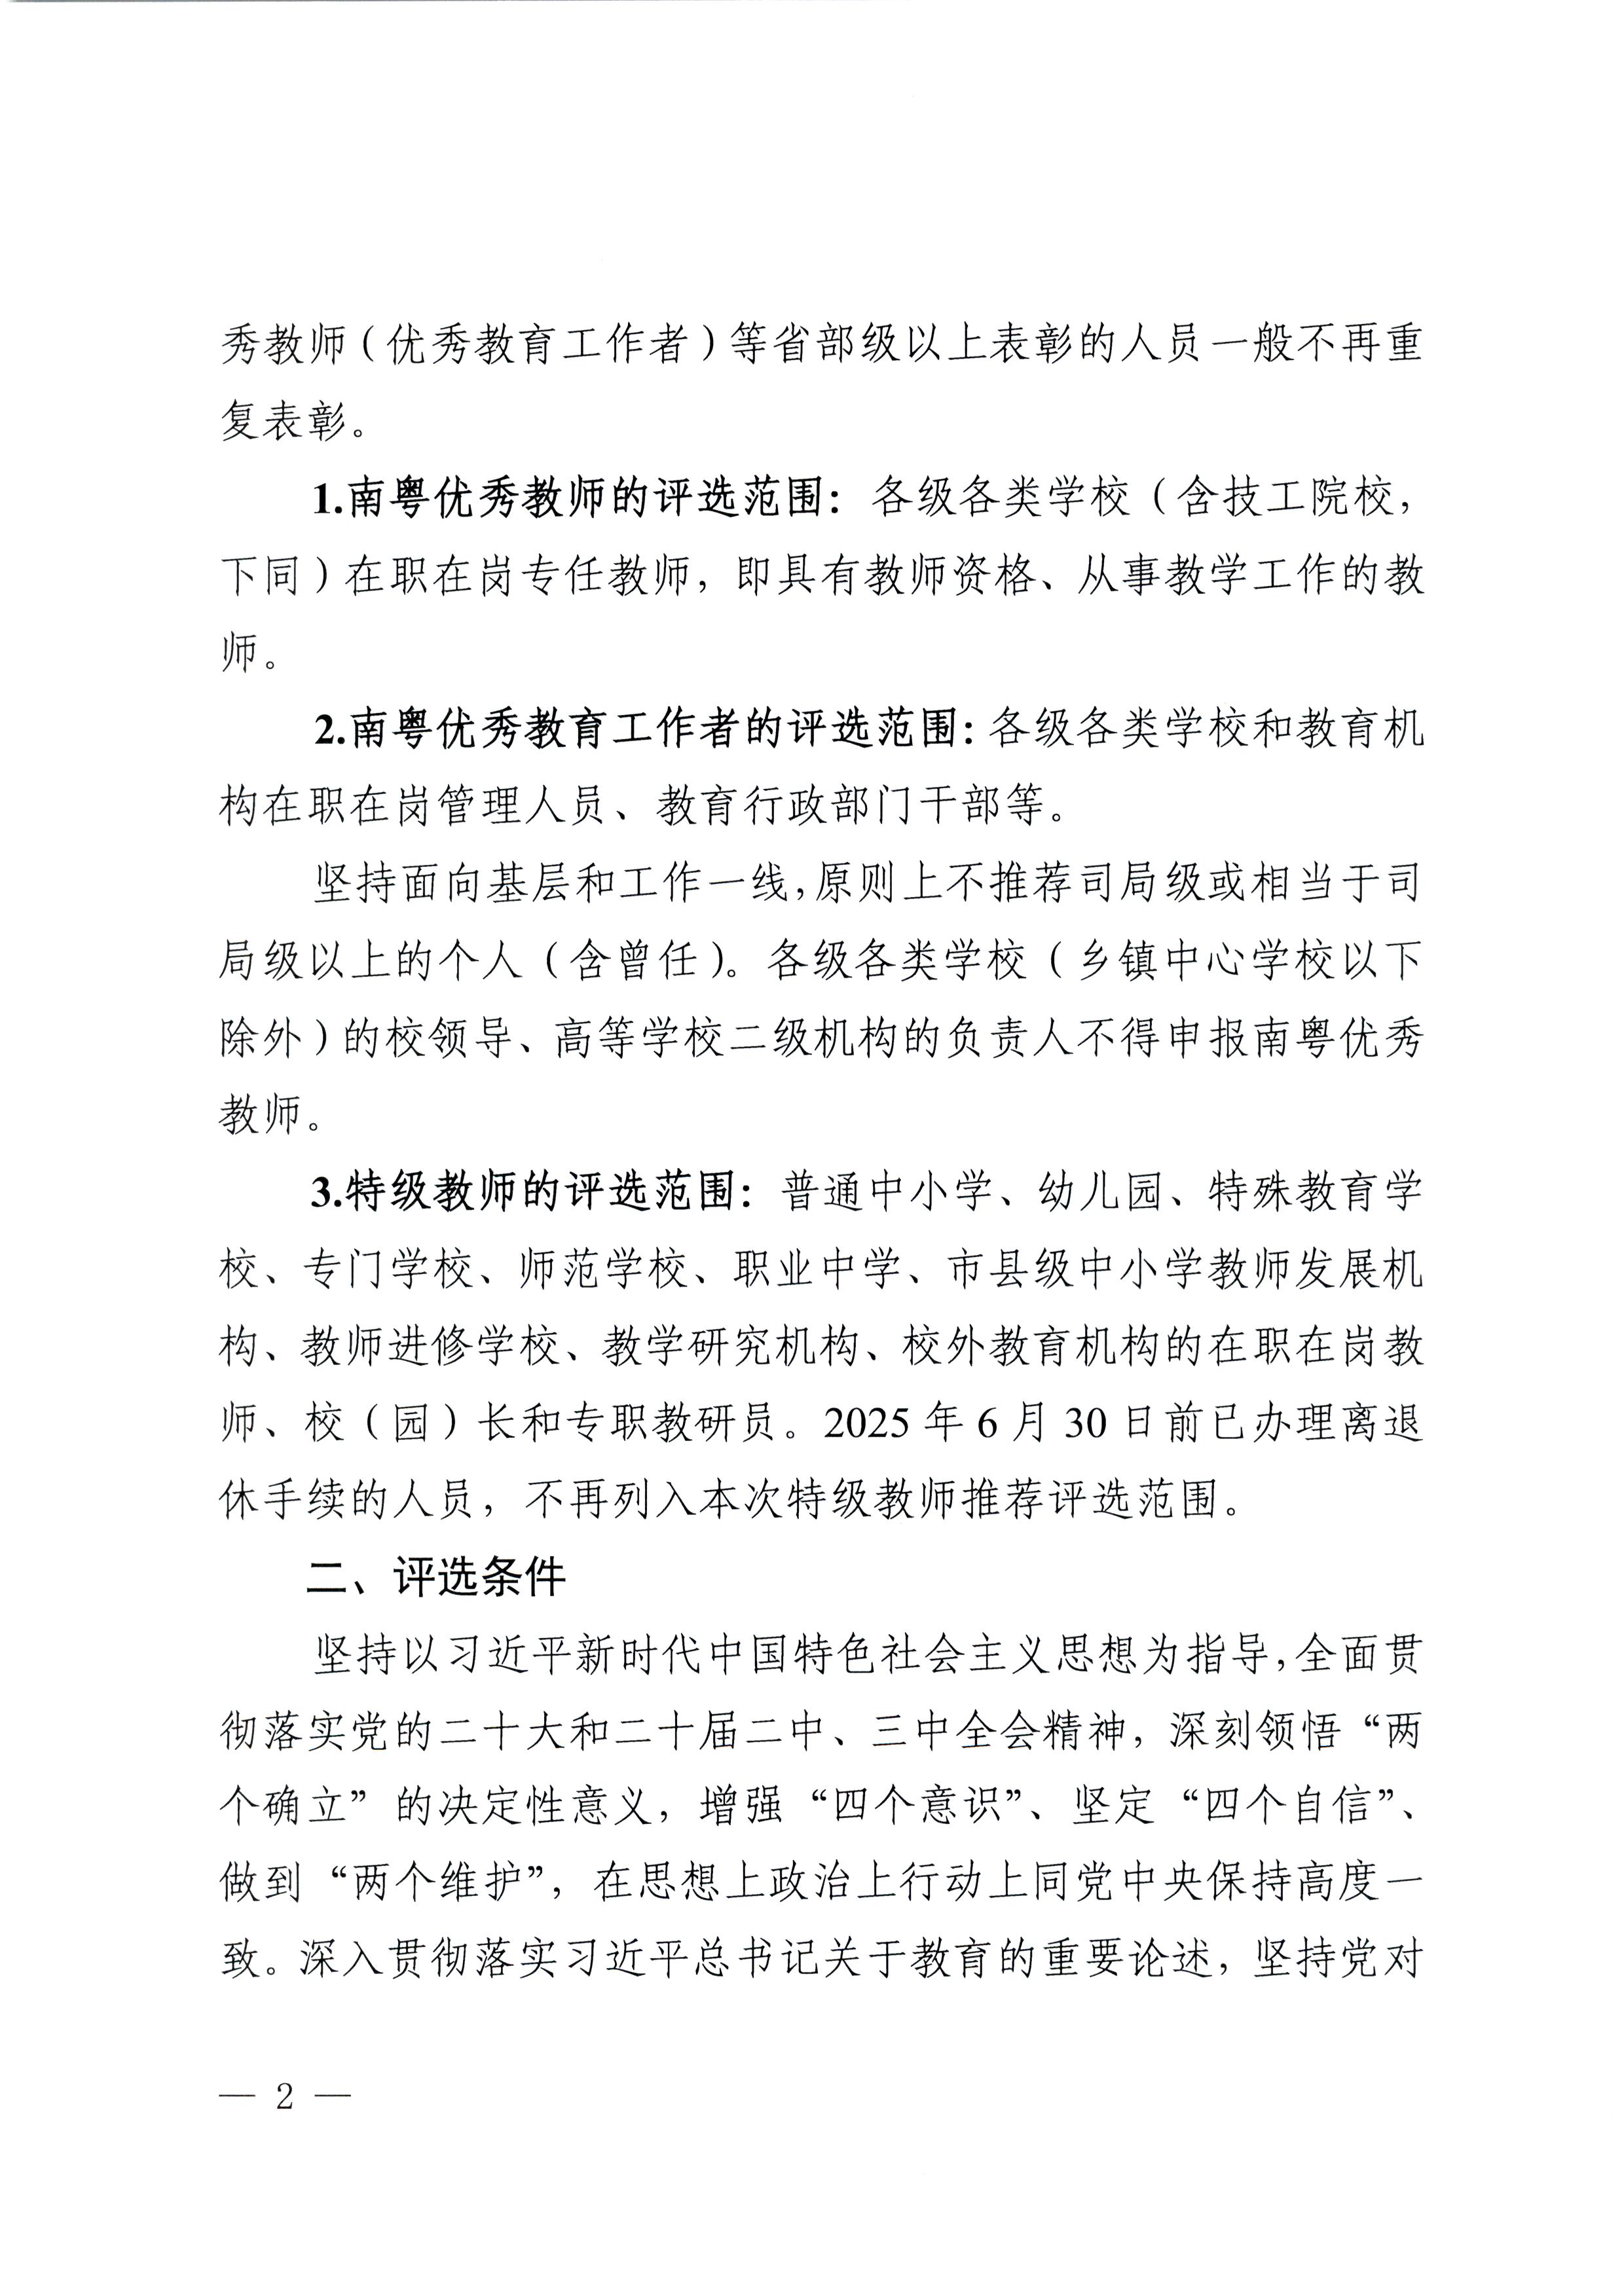 秀教师（优秀教育工作者）等省部级以上表彰的人员一般不再重
复表彰。
1.南粤优秀教师的评选范围：各级各类学校（含技工院校，
下同）在职在岗专任教师，即具有教师资格、从事教学工作的教
师。
2.南粤优秀教育工作者的评选范围：各级各类学校和教育机
构在职在岗管理人员、教育行政部门干部等。
坚持面向基层和工作一线，原则上不推荐司局级或相当于司
局级以上的个人（含曾任）。各级各类学校（乡镇中心学校以下
除外）的校领导、高等学校二级机构的负责人不得申报南粤优秀
教师。
3.特级教师的评选范围：普通中小学、幼儿园、特殊教育学
校、专门学校、师范学校、职业中学、市县级中小学教师发展机
构、教师进修学校、教学研究机构、校外教育机构的在职在岗教
师、校（园）长和专职教研员。2025 年 6 月 30 日前已办理离退
休手续的人员，不再列入本次特级教师推荐评选范围。
二、评选条件
坚持以习近平新时代中国特色社会主义思想为指导，全面贯
彻落实党的二十大和二十届二中、三中全会精神，深刻领悟“两
个确立”的决定性意义，增强“四个意识”、坚定“四个自信”、
做到“两个维护”，在思想上政治上行动上同党中央保持高度一
致。深入贯彻落实习近平总书记关于教育的重要论述，坚持党对
— 2 —